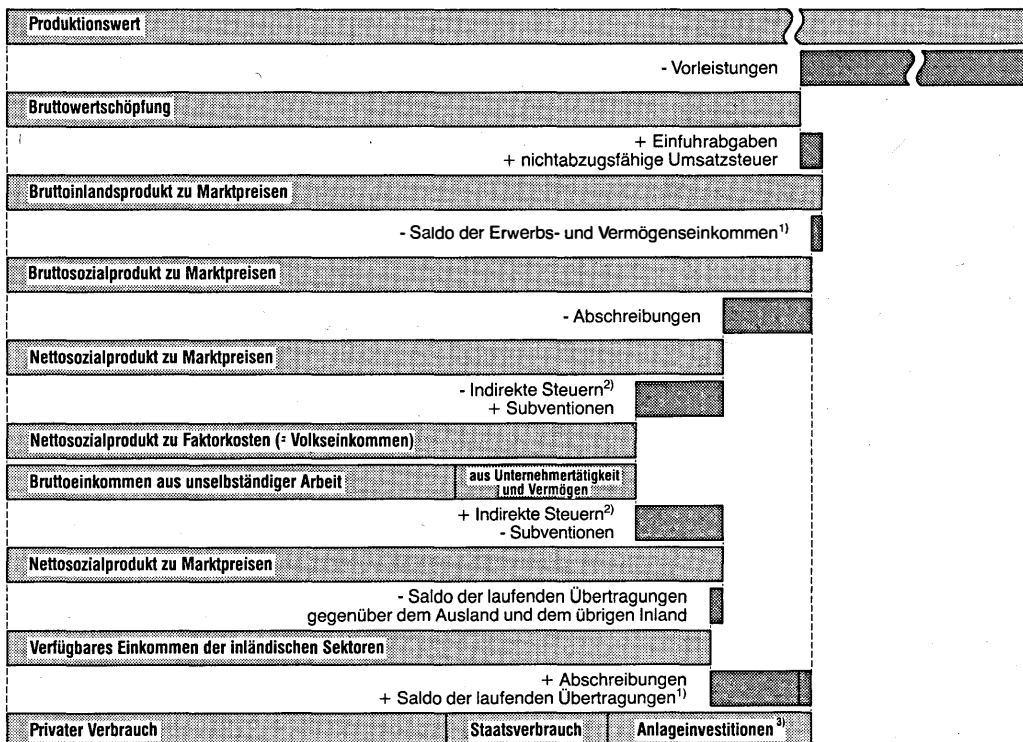 Produktionswert
- Vorleistungen
Bruttowertschöpfung
+ Einfuhrabgaben
+ nichtabzugsfähige Umsatzsteuer
Bruttoinlandsprodukt zu Marktpreisen
- Saldo der Erwerbs- und Vermögenseinkommen¹⁾
Bruttosozialprodukt zu Marktpreisen
- Abschreibungen
Nettosozialprodukt zu Marktpreisen
- Indirekte Steuern²⁾
+ Subventionen
Nettosozialprodukt zu Faktorkosten (= Volkseinkommen)
Bruttoeinkommen aus unselbständiger Arbeit
aus Unternehmertätigkeit
und Vermögen
+ Indirekte Steuern²⁾
- Subventionen
Nettosozialprodukt zu Marktpreisen
- Saldo der laufenden Übertragungen
gegenüber dem Ausland und dem übrigen Inland
Verfügbares Einkommen der inländischen Sektoren
+ Abschreibungen
+ Saldo der laufenden Übertragungen¹⁾
Privater Verbrauch
Staatsverbrauch
Anlageinvestitionen ³⁾